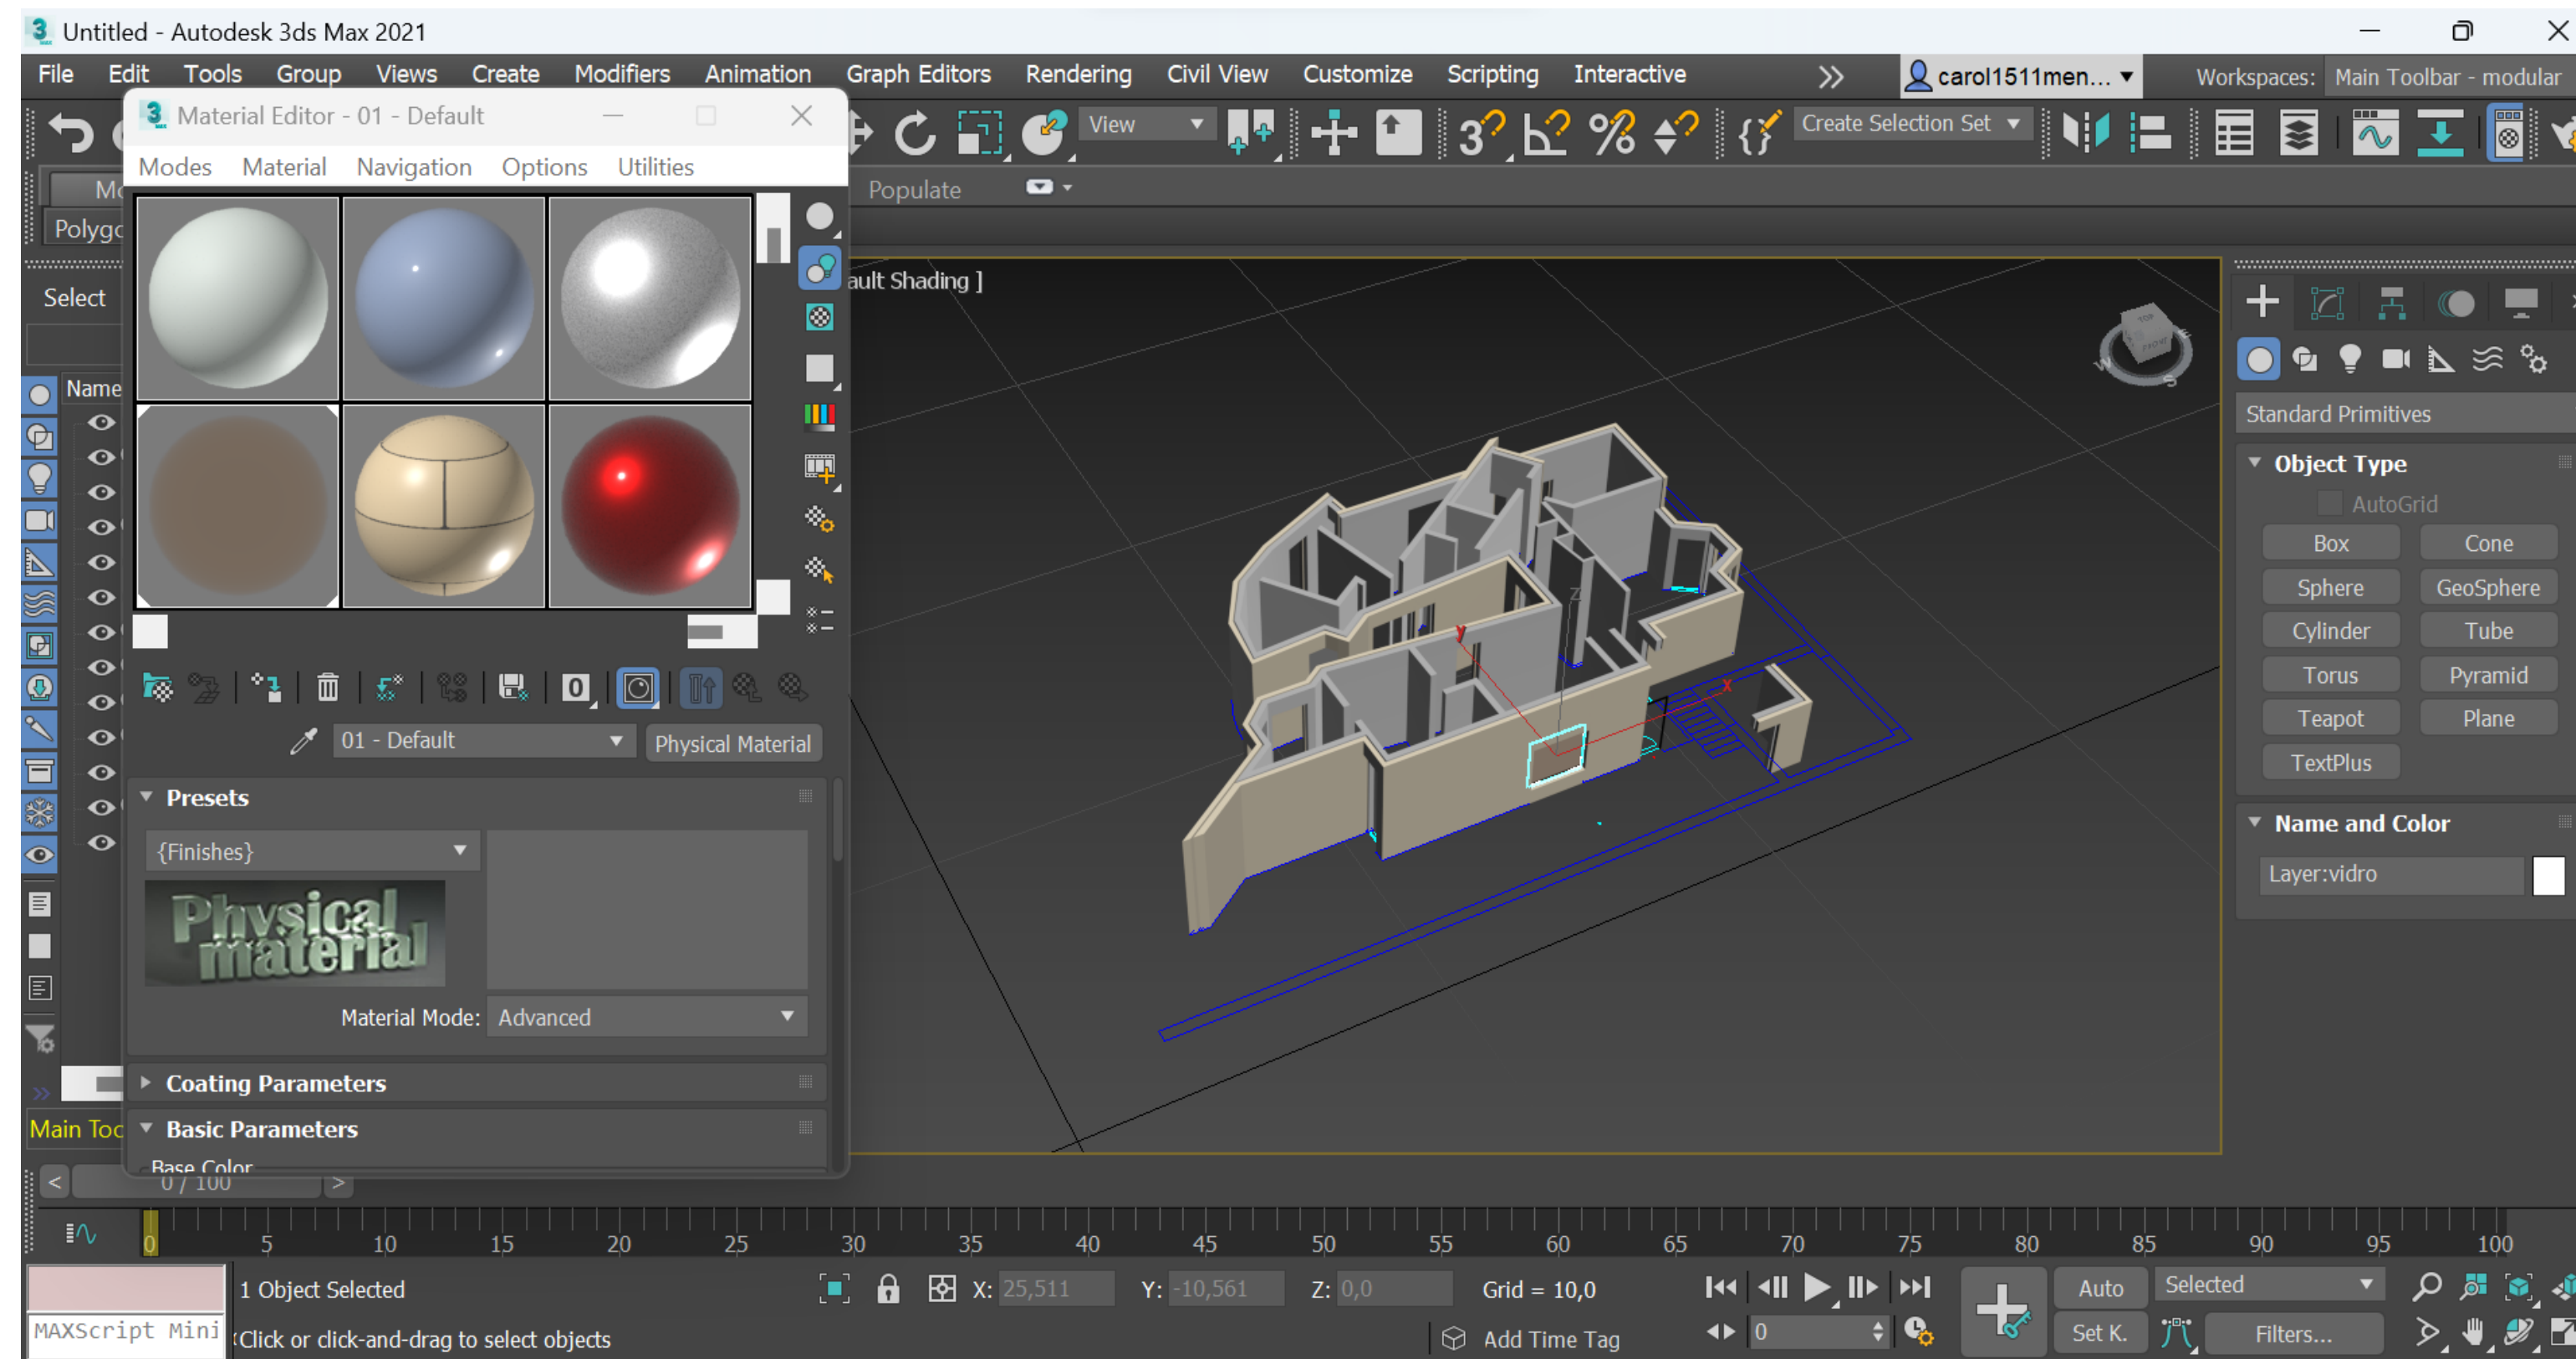 Untitled - Autodesk 3ds Max 2021
File Edit Tools Group Views Create Modifiers Animation Graph Editors Rendering Civil View Customize Scripting Interactive carol1511men... Workspaces: Main Toolbar - modular
Material Editor - 01 - Default
View
Create Selection Set
Modes Material Navigation Options Utilities
Populate
Polyg
Select
ault Shading ]
TOP
FRONT
W
S
E
Name
Standard Primitives
Object Type
AutoGrid
Box Cone
Sphere GeoSphere
Cylinder Tube
Torus Pyramid
Teapot Plane
TextPlus
Name and Color
Layer:vidro
z
y
x
0
01 - Default
Physical Material
Presets
{Finishes}
Physical
material
Material Mode: Advanced
Coating Parameters
Main Too
Basic Parameters
Base Color
< 0 / 100 >
0 5 10 15 20 25 30 35 40 45 50 55 60 65 70 75 80 85 90 95 100
1 Object Selected
X: 25,511 Y: -10,561 Z: 0,0 Grid = 10,0
Auto Selected
MAXScript Mini
Click or click-and-drag to select objects
Add Time Tag
0
Set K. Filters...